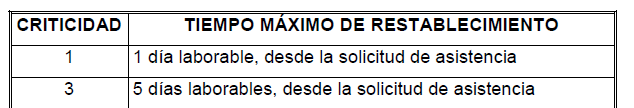 CRITICIDAD TIEMPO MÁXIMO DE RESTABLECIMIENTO
1 1 día laborable, desde la solicitud de asistencia
3 5 días laborables, desde la solicitud de asistencia